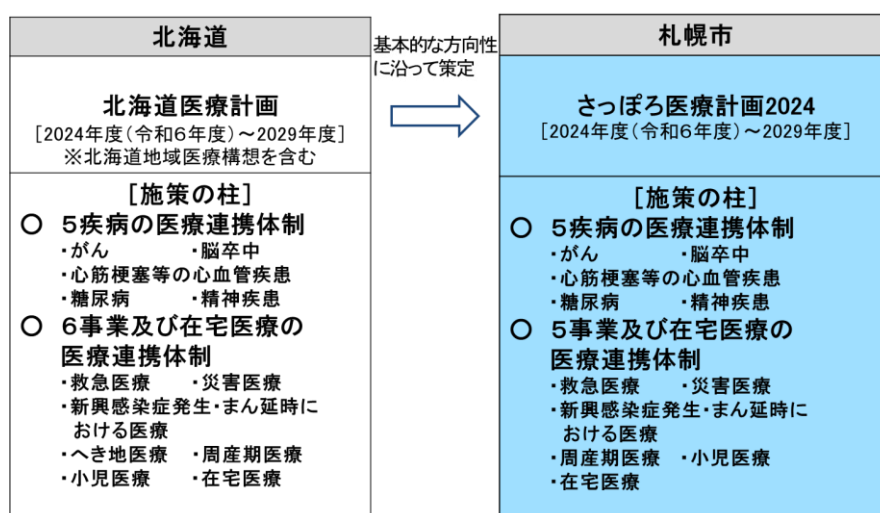 北海道
北海道医療計画
[2024年度(令和6年度)～2029年度]
※北海道地域医療構想を含む
[施策の柱]
○ 5疾病の医療連携体制
・がん ・脳卒中
・心筋梗塞等の心血管疾患
・糖尿病 ・精神疾患
○ 6事業及び在宅医療の
医療連携体制
・救急医療 ・災害医療
・新興感染症発生・まん延時に
おける医療
・へき地医療 ・周産期医療
・小児医療 ・在宅医療
基本的な方向性
に沿って策定
札幌市
さっぽろ医療計画2024
[2024年度(令和6年度)～2029年度]
[施策の柱]
○ 5疾病の医療連携体制
・がん ・脳卒中
・心筋梗塞等の心血管疾患
・糖尿病 ・精神疾患
○ 5事業及び在宅医療の
医療連携体制
・救急医療 ・災害医療
・新興感染症発生・まん延時に
おける医療
・周産期医療 ・小児医療
・在宅医療